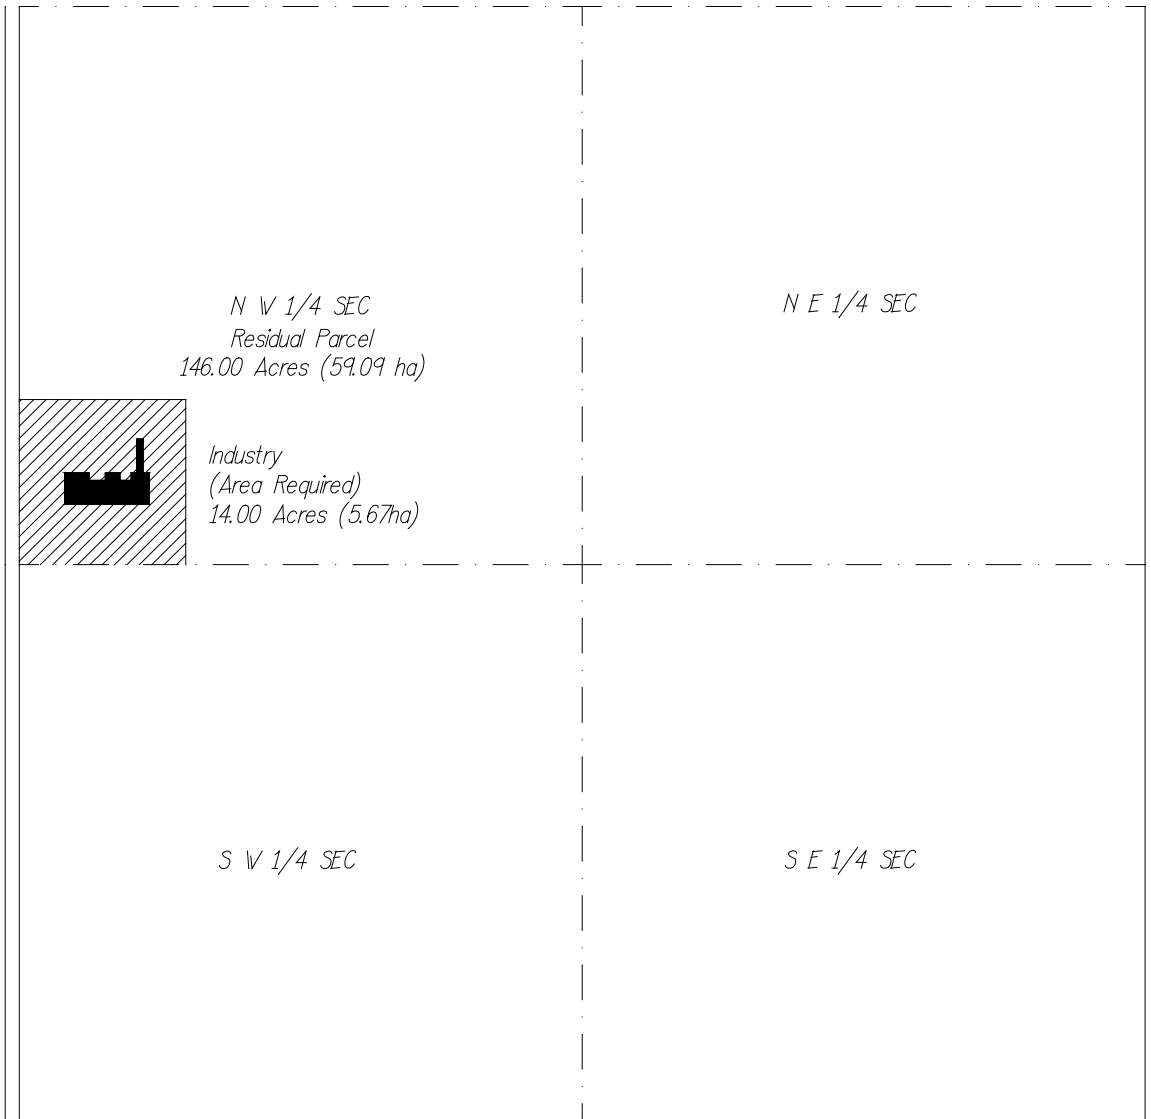 N W 1/4 SEC
Residual Parcel
146.00 Acres (59.09 ha)
N E 1/4 SEC
Industry
(Area Required)
14.00 Acres (5.67ha)
S W 1/4 SEC
S E 1/4 SEC